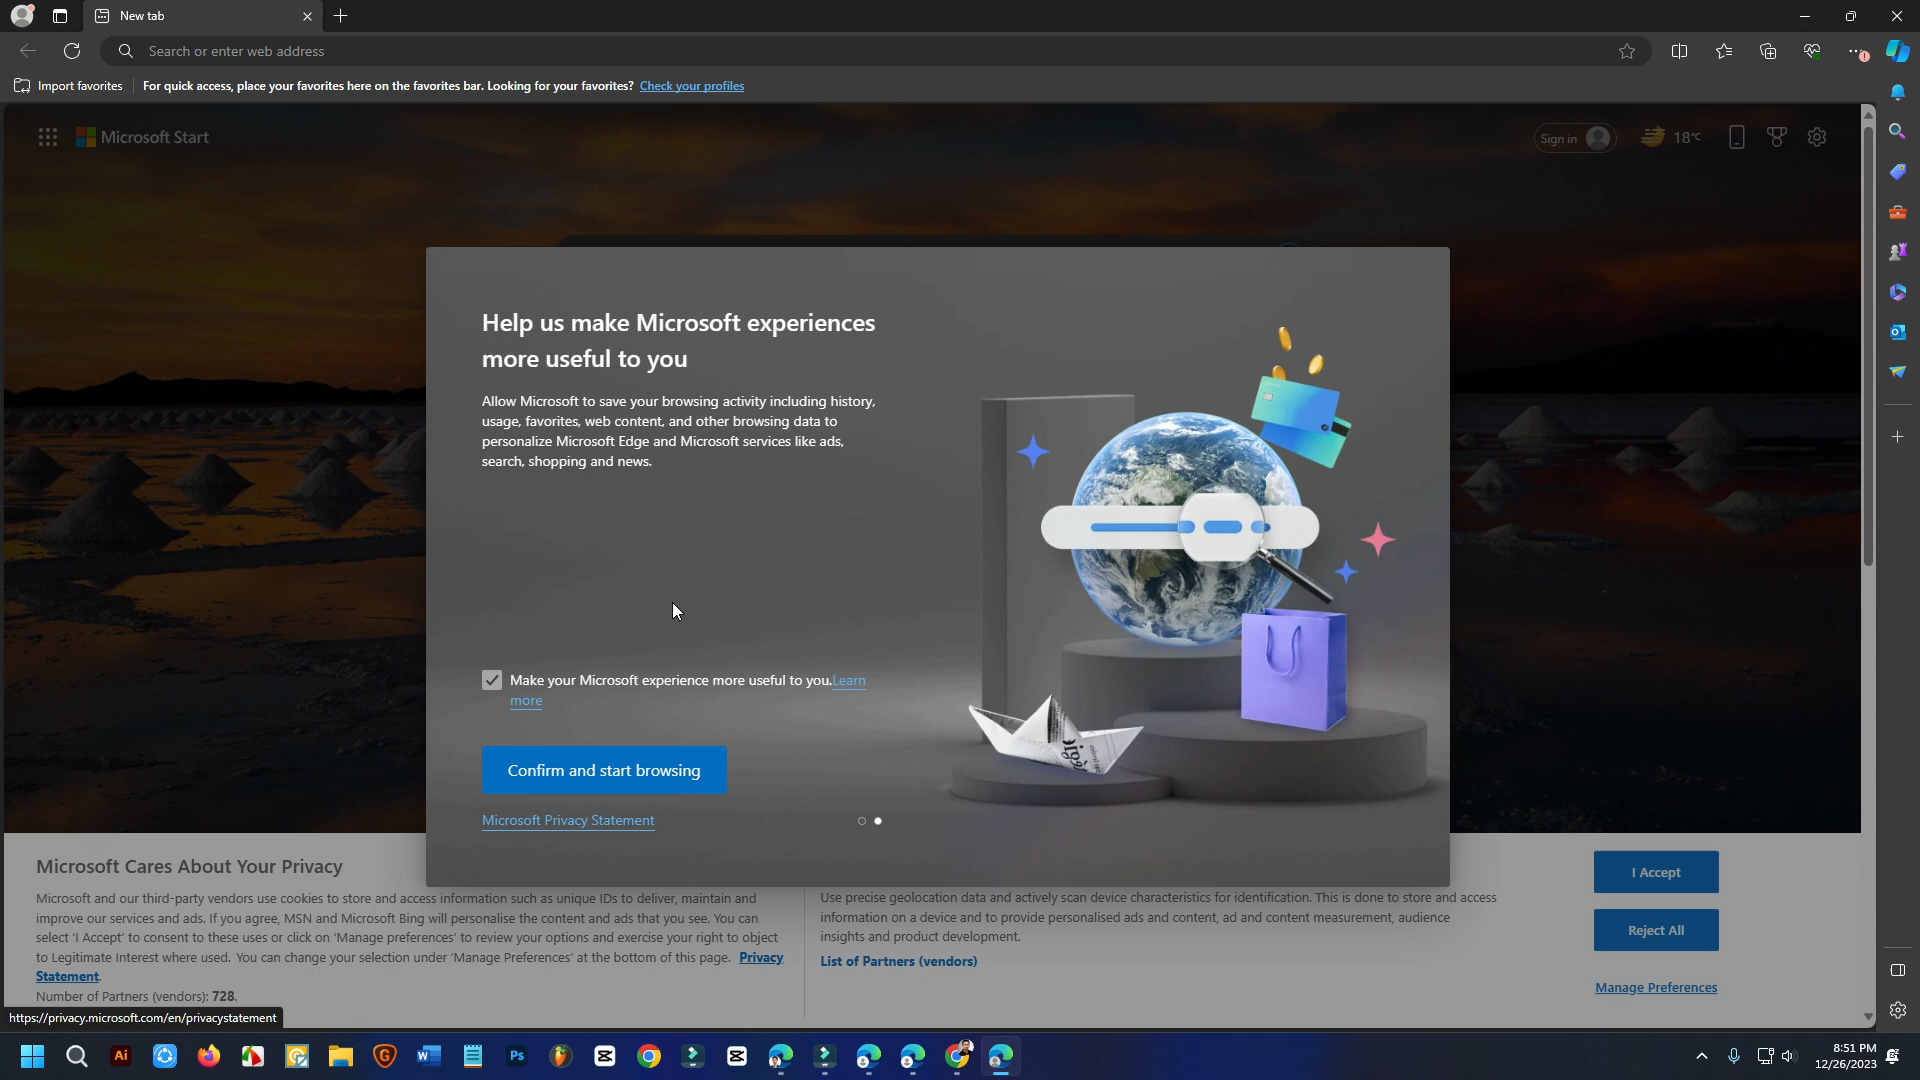 New tab
Search or enter web address
Import favorites
For quick access, place your favorites here on the favorites bar. Looking for your favorites? Check your profiles
Microsoft Start
Sign in
18°C
Help us make Microsoft experiences
more useful to you
Allow Microsoft to save your browsing activity including history,
usage, favorites, web content, and other browsing data to
personalize Microsoft Edge and Microsoft services like ads,
search, shopping and news.
Make your Microsoft experience more useful to you. Learn
more
Confirm and start browsing
Microsoft Privacy Statement
Microsoft Cares About Your Privacy
Microsoft and our third-party vendors use cookies to store and access information such as unique IDs to deliver, maintain and
improve our services and ads. If you agree, MSN and Microsoft Bing will personalise the content and ads that you see. You can
select 'I Accept' to consent to these uses or click on 'Manage preferences' to review your options and exercise your right to object
to Legitimate Interest where used. You can change your selection under 'Manage Preferences' at the bottom of this page. Privacy
Statement.
Number of Partners (vendors): 728.
Use precise geolocation data and actively scan device characteristics for identification. This is done to store and access
information on a device and to provide personalised ads and content, ad and content measurement, audience
insights and product development.
List of Partners (vendors)
I Accept
Reject All
Manage Preferences
https://privacy.microsoft.com/en/privacystatement
Ai
Ps
8:51 PM
12/26/2023